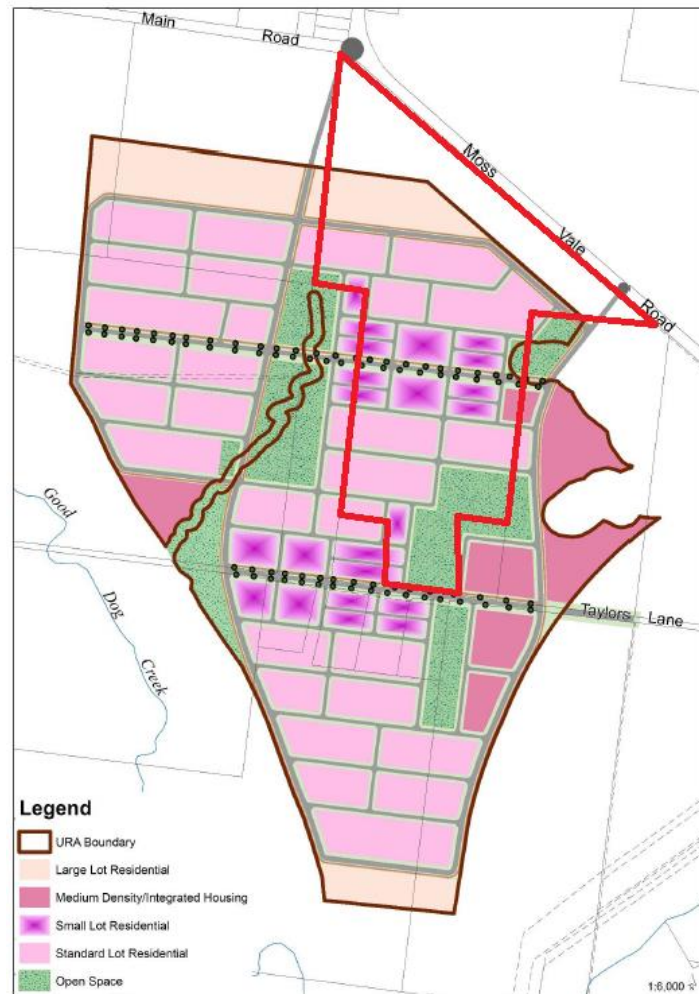 Main Road
Moss Vale Road
Good Dog Creek
Taylors Lane
Legend
URA Boundary
Large Lot Residential
Medium Density/Integrated Housing
Small Lot Residential
Standard Lot Residential
Open Space
1:6,000